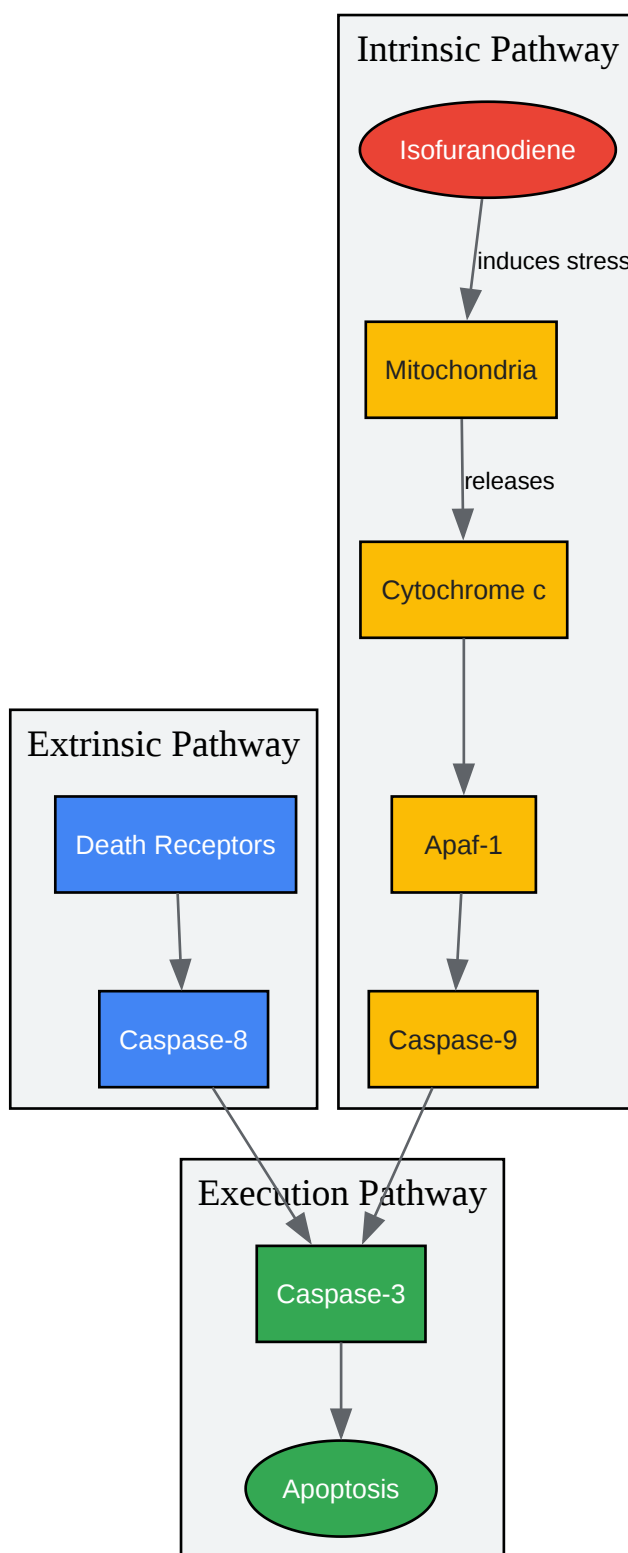 Intrinsic Pathway
Isofuranodiene
induces stress
Mitochondria
releases
Cytochrome c
Extrinsic Pathway
Death Receptors
Apaf-1
Caspase-8
Caspase-9
Execution Pathway
Caspase-3
Apoptosis